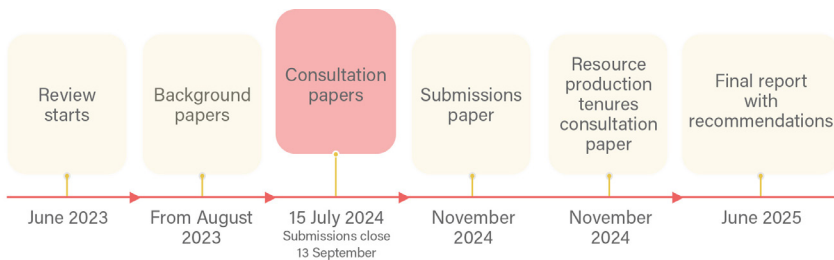 Review
starts
Background
papers
Consultation
papers
Submissions
paper
Resource
production
tenures
consultation
paper
Final report
with
recommendations
June 2023
From August
2023
15 July 2024
Submissions close
13 September
November
2024
November
2024
June 2025